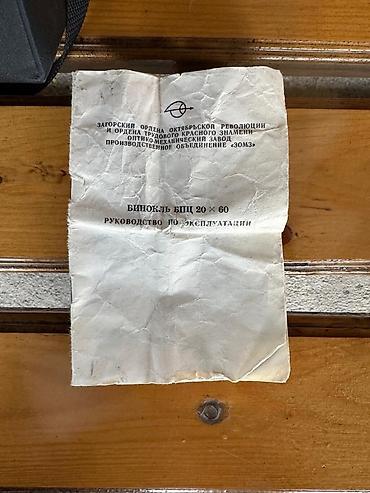 ЗАГОРСКИЙ ОРДЕНА ОКТЯБРЬСКОЙ РЕВОЛЮЦИИ
И ОРДЕНА ТРУДОВОГО КРАСНОГО ЗНАМЕНИ
ОПТИКО-МЕХАНИЧЕСКИЙ ЗАВОД
ПРОИЗВОДСТВЕННОЕ ОБЪЕДИНЕНИЕ «ЗОМЗ»
БИНОКЛЬ БПЦ 20×60
РУКОВОДСТВО ПО ЭКСПЛУАТАЦИИ